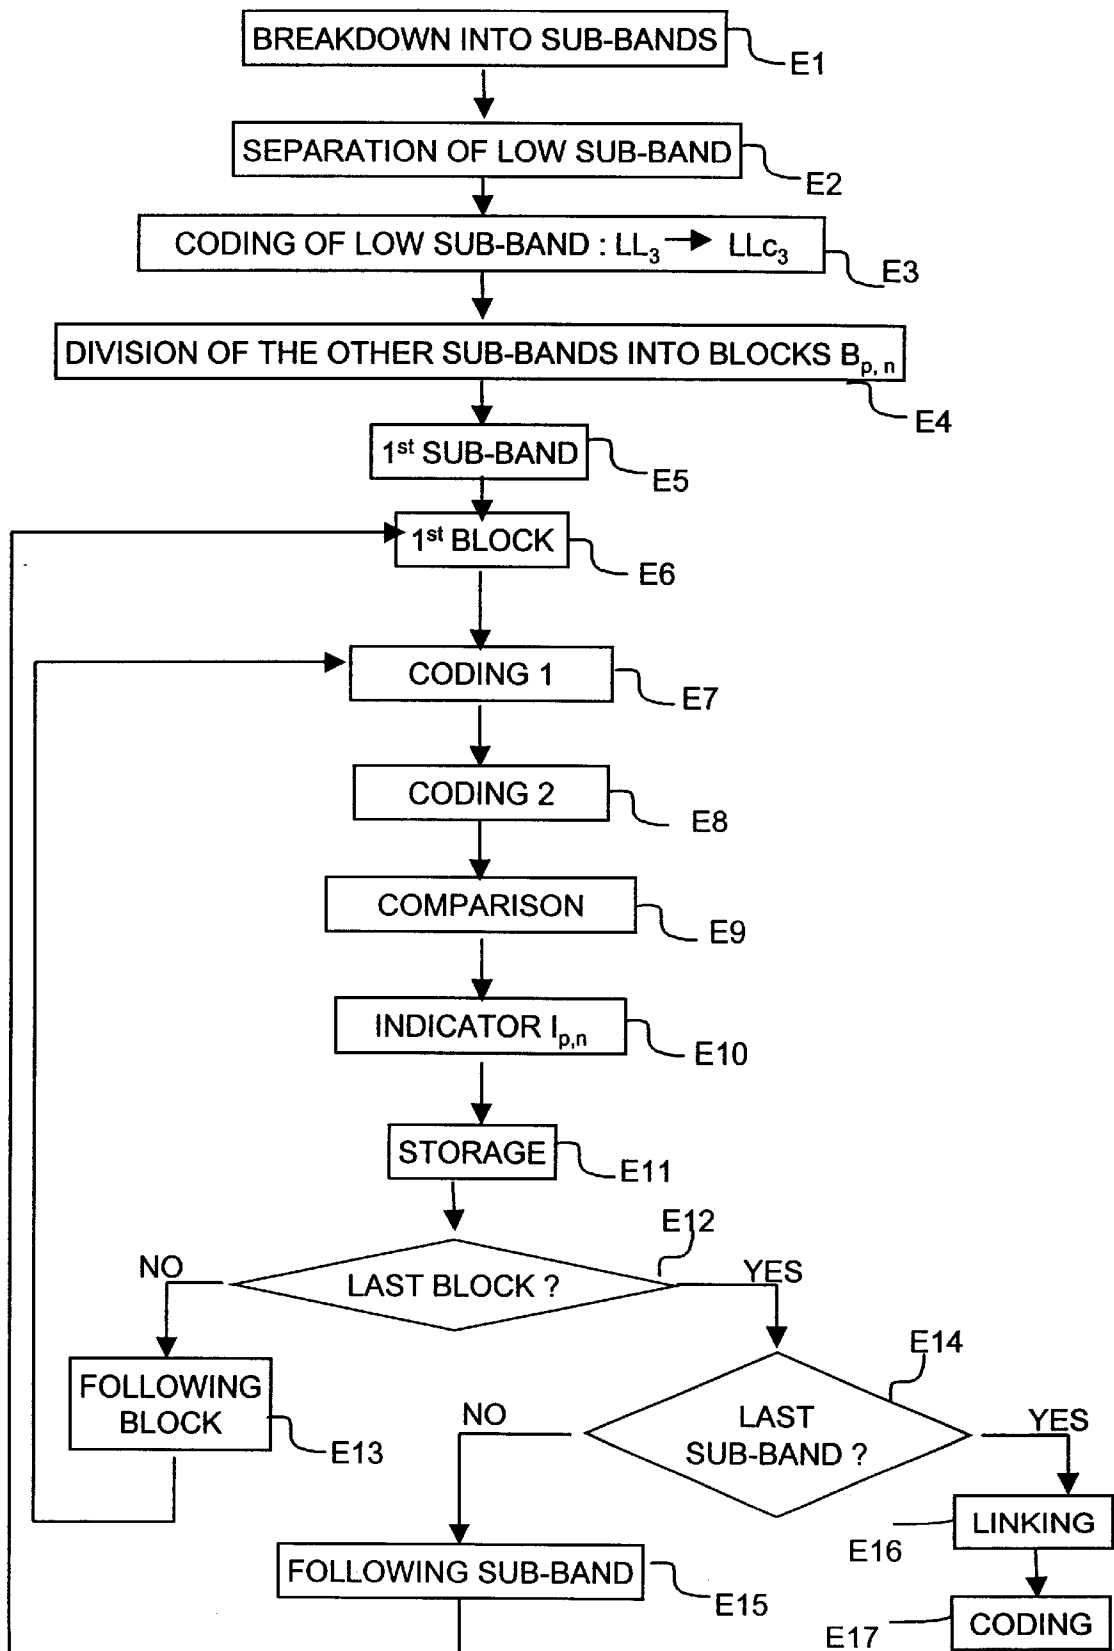 BREAKDOWN INTO SUB-BANDS
E1
SEPARATION OF LOW SUB-BAND
E2
CODING OF LOW SUB-BAND : LL₃ → LLc₃
E3
DIVISION OF THE OTHER SUB-BANDS INTO BLOCKS Bₚ, ₙ
E4
1ˢᵗ SUB-BAND
E5
1ˢᵗ BLOCK
E6
CODING 1
E7
CODING 2
E8
COMPARISON
E9
INDICATOR Iₚ,ₙ
E10
STORAGE
E11
E12
NO
LAST BLOCK ?
YES
E14
FOLLOWING
BLOCK
E13
NO
LAST
SUB-BAND ?
YES
LINKING
E16
FOLLOWING SUB-BAND
E15
CODING
E17